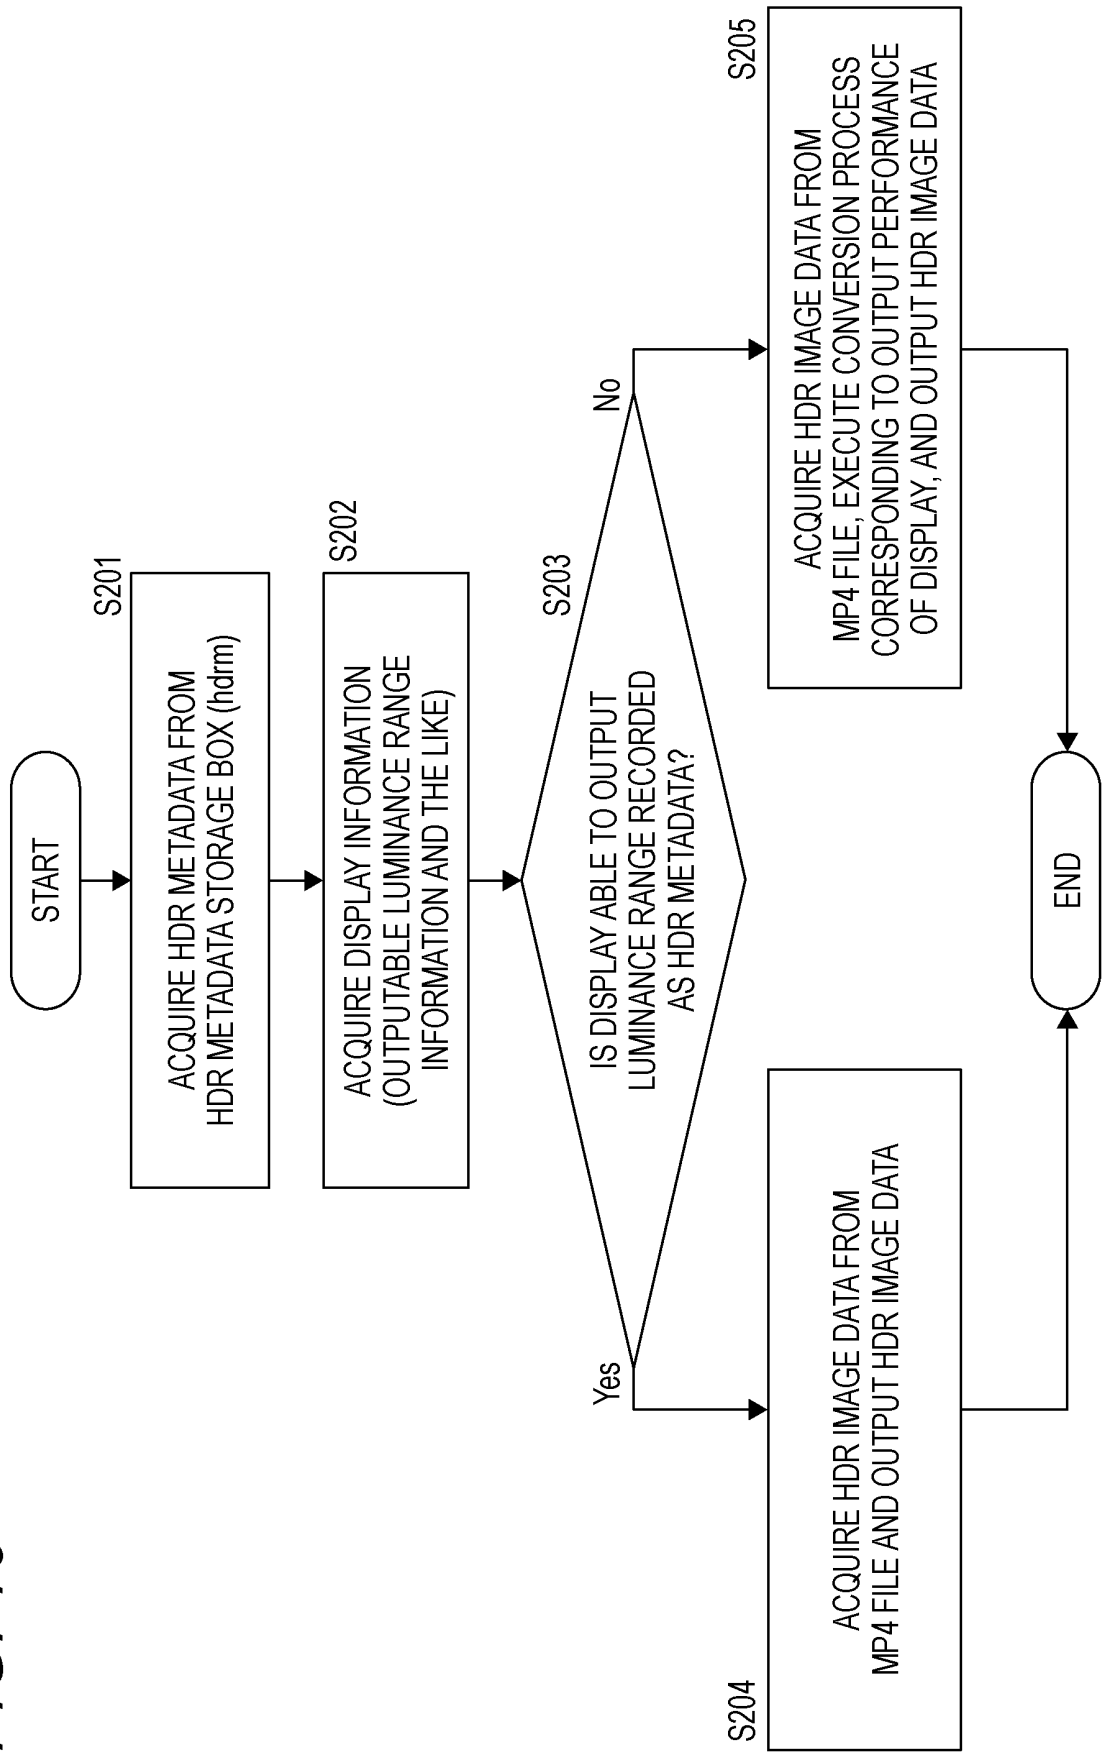 START
S201
ACQUIRE HDR METADATA FROM
HDR METADATA STORAGE BOX (hdrm)
S202
ACQUIRE DISPLAY INFORMATION
(OUTPUTABLE LUMINANCE RANGE
INFORMATION AND THE LIKE)
S203
IS DISPLAY ABLE TO OUTPUT
LUMINANCE RANGE RECORDED
AS HDR METADATA?
Yes
No
S204
ACQUIRE HDR IMAGE DATA FROM
MP4 FILE AND OUTPUT HDR IMAGE DATA
S205
ACQUIRE HDR IMAGE DATA FROM
MP4 FILE, EXECUTE CONVERSION PROCESS
CORRESPONDING TO OUTPUT PERFORMANCE
OF DISPLAY, AND OUTPUT HDR IMAGE DATA
END